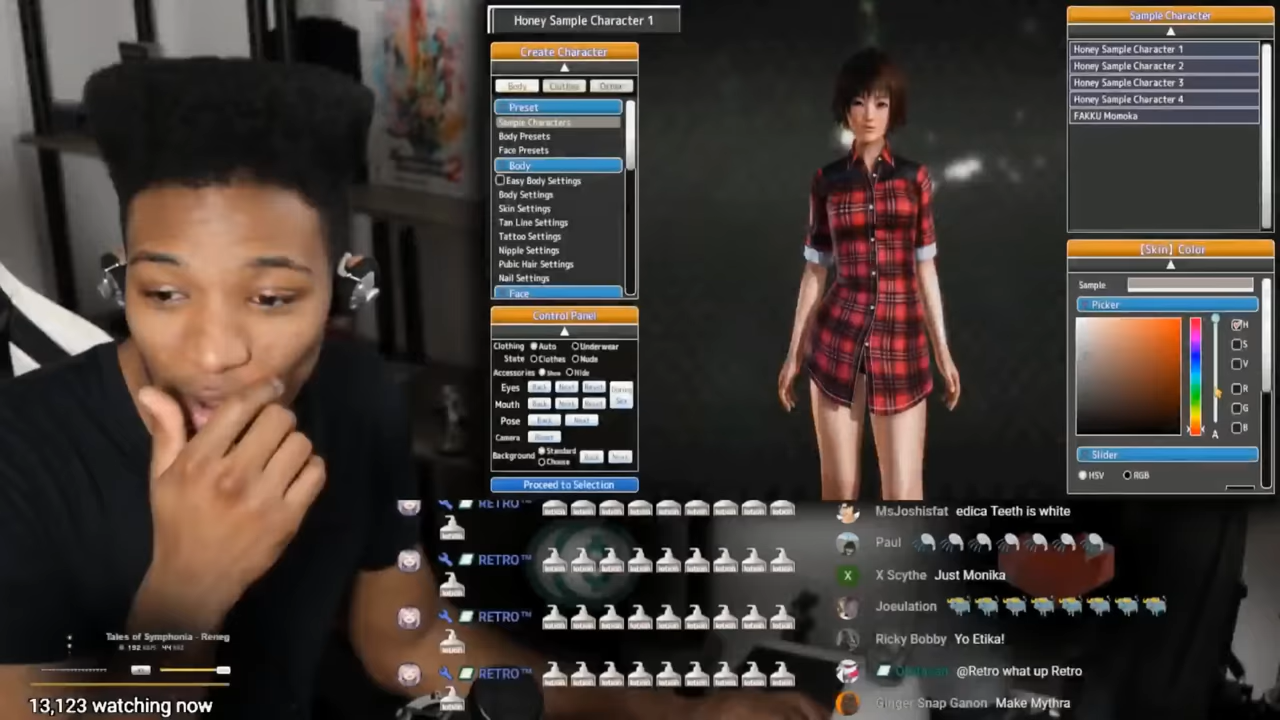 Honey Sample Character 1
Create Character
Body
Preset
Sample Characters
Body Presets
Face Presets
Body
Easy Body Settings
Body Settings
Skin Settings
Tan Line Settings
Tattoo Settings
Nipple Settings
Pubic Hair Settings
Nail Settings
Face
Control Panel
Clothing Auto Underwear
State Clothes Nude
Accessories Show Hide
Eyes Back Next Reset
Mouth Back Next Reset
Pose Back Next
Camera Reset
Background Standard
Choose Back Next
Proceed to Selection
Sample Character
Honey Sample Character 1
Honey Sample Character 2
Honey Sample Character 3
Honey Sample Character 4
FAKKU Momoka
[Skin] Color
Sample
Picker
H
S
V
R
G
B
A
Slider
HSV RGB
RETRO™
RETRO™
RETRO™
RETRO™
MsJoshisfat edica Teeth is white
Paul
X Scythe Just Monika
Joeulation
Ricky Bobby Yo Etika!
@Retro what up Retro
Ginger Snap Ganon Make Mythra
Tales of Symphonia - Reneg
192 KBPS 44 KHZ
13,123 watching now